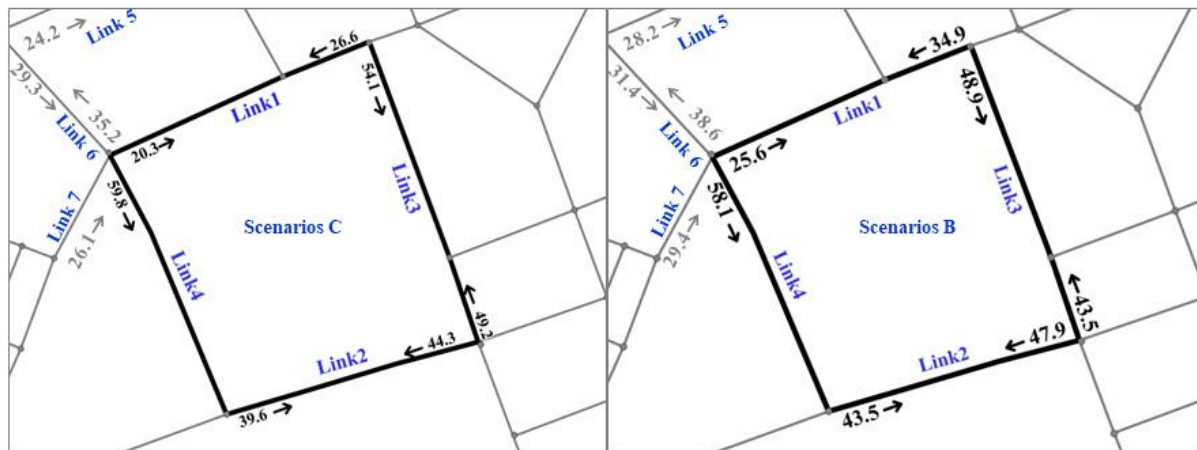 24.2 →
Link 5
29.3 →
← 35.2
Link 6
← 26.6
54.1 →
Link1
20.3 →
59.8 →
Link 7
26.1 →
Link3
Scenarios C
Link4
← 49.2
← 44.3
Link2
39.6 →
28.2 →
Link 5
31.4 →
← 38.6
Link 6
← 34.9
48.9 →
Link1
25.6 →
58.1 →
Link 7
29.4 →
Link3
Scenarios B
Link4
← 43.5
← 47.9
Link2
43.5 →